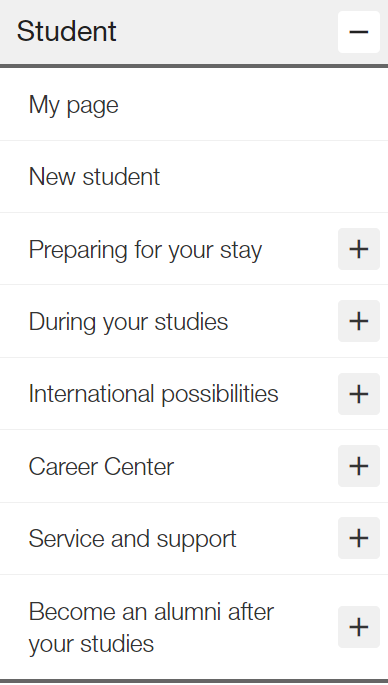 Student
My page
New student
Preparing for your stay
During your studies
International possibilities
Career Center
Service and support
Become an alumni after
your studies